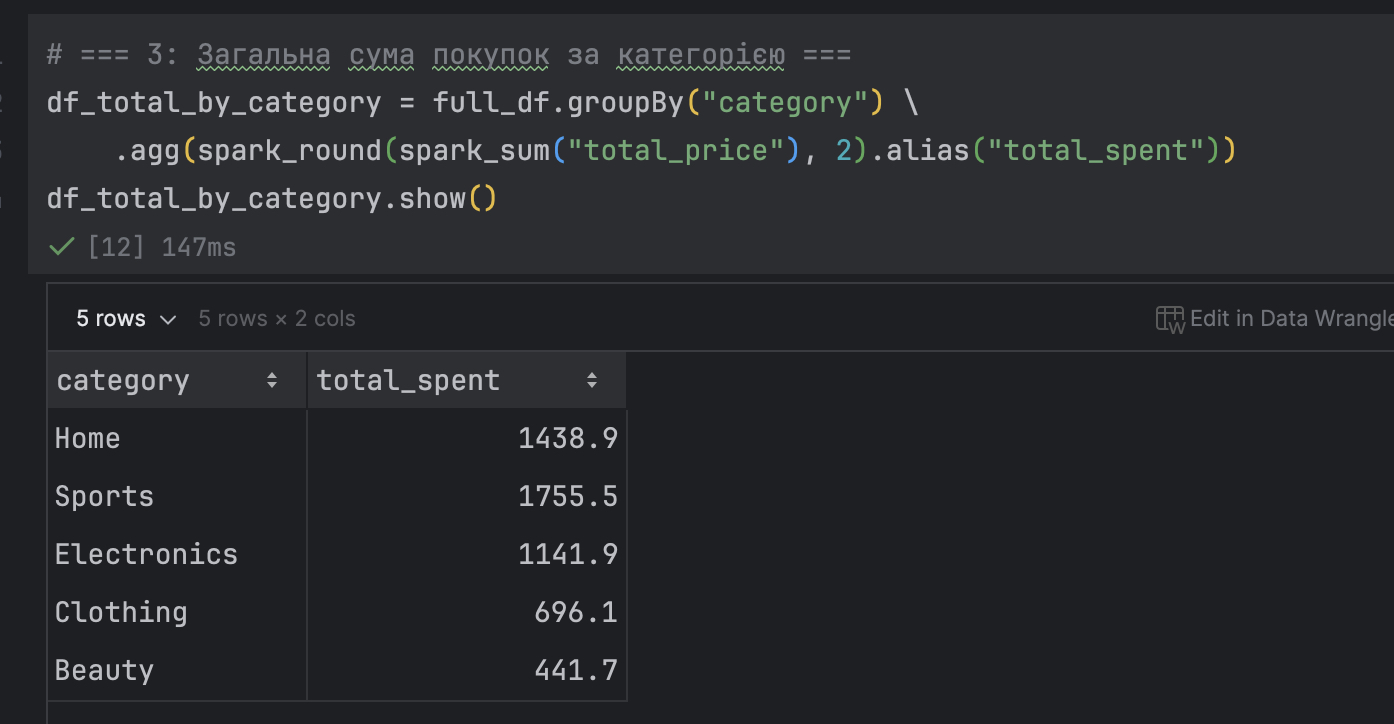 # === 3: Загальна сума покупок за категорією ===
df_total_by_category = full_df.groupBy("category") \
.agg(spark_round(spark_sum("total_price"), 2).alias("total_spent"))
df_total_by_category.show()
[12] 147ms
5 rows 5 rows × 2 cols Edit in Data Wrangle
category total_spent
Home 1438.9
Sports 1755.5
Electronics 1141.9
Clothing 696.1
Beauty 441.7